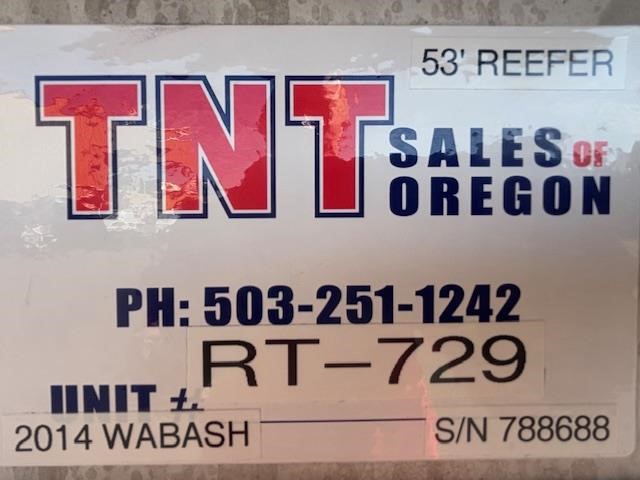 53' REEFER
TNT SALES OF
OREGON
PH: 503-251-1242
RT-729
UNIT #
2014 WABASH
S/N 788688